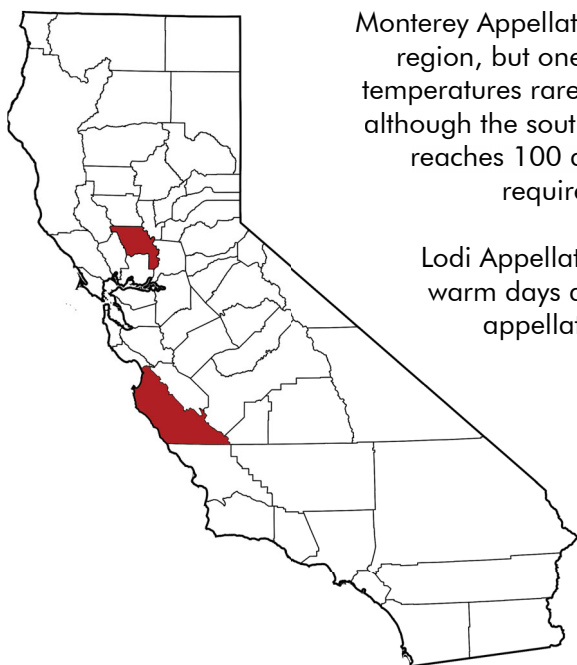 Monterey Appellat
region, but one
temperatures rare
although the sout
reaches 100
require
Lodi Appellat
warm days
appellat